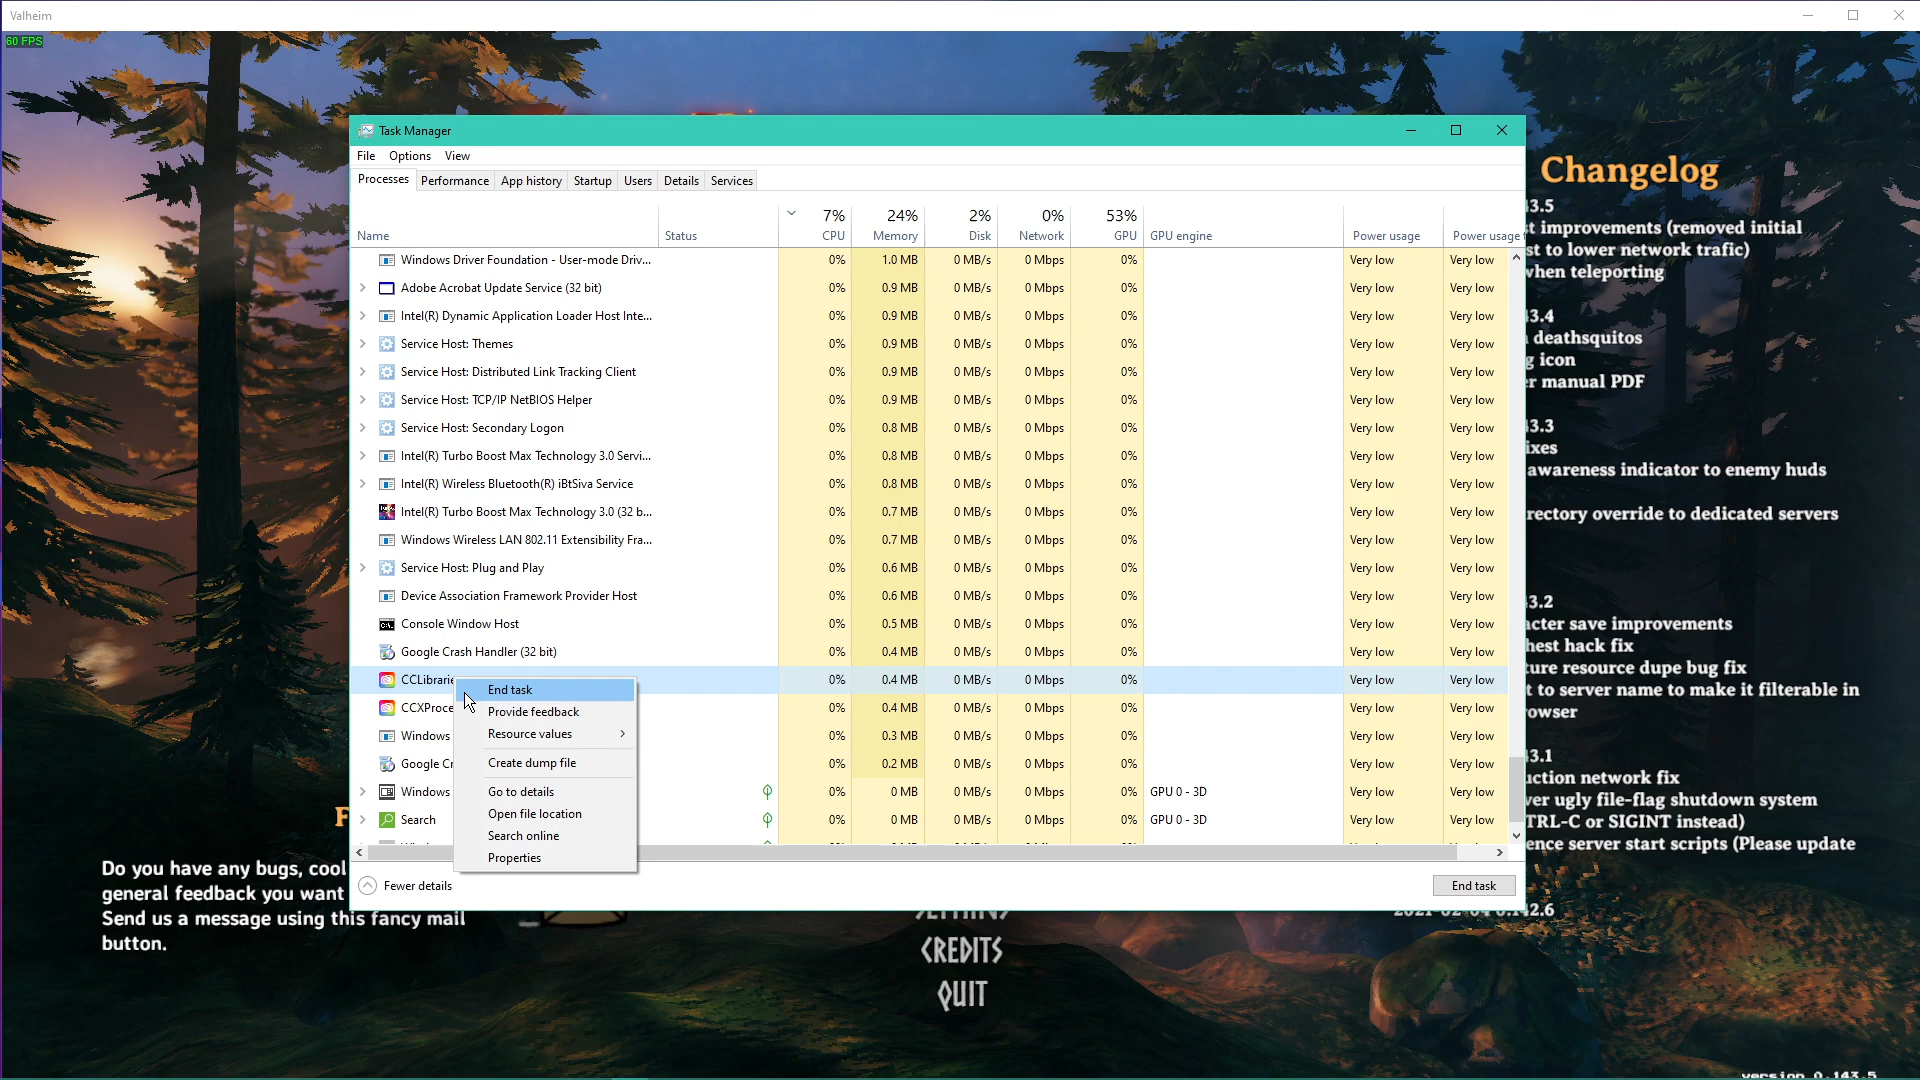 Valheim
60 FPS
Task Manager
File Options View
Processes Performance App history Startup Users Details Services
7% 24% 2% 0% 53%
Name Status CPU Memory Disk Network GPU GPU engine Power usage Power usage t
Windows Driver Foundation - User-mode Driv... 0% 1.0 MB 0 MB/s 0 Mbps 0% Very low Very low
Adobe Acrobat Update Service (32 bit) 0% 0.9 MB 0 MB/s 0 Mbps 0% Very low Very low
Intel(R) Dynamic Application Loader Host Inte... 0% 0.9 MB 0 MB/s 0 Mbps 0% Very low Very low
Service Host: Themes 0% 0.9 MB 0 MB/s 0 Mbps 0% Very low Very low
Service Host: Distributed Link Tracking Client 0% 0.9 MB 0 MB/s 0 Mbps 0% Very low Very low
Service Host: TCP/IP NetBIOS Helper 0% 0.9 MB 0 MB/s 0 Mbps 0% Very low Very low
Service Host: Secondary Logon 0% 0.8 MB 0 MB/s 0 Mbps 0% Very low Very low
Intel(R) Turbo Boost Max Technology 3.0 Servi... 0% 0.8 MB 0 MB/s 0 Mbps 0% Very low Very low
Intel(R) Wireless Bluetooth(R) iBtSiva Service 0% 0.8 MB 0 MB/s 0 Mbps 0% Very low Very low
Intel(R) Turbo Boost Max Technology 3.0 (32 b... 0% 0.7 MB 0 MB/s 0 Mbps 0% Very low Very low
Windows Wireless LAN 802.11 Extensibility Fra... 0% 0.7 MB 0 MB/s 0 Mbps 0% Very low Very low
Service Host: Plug and Play 0% 0.6 MB 0 MB/s 0 Mbps 0% Very low Very low
Device Association Framework Provider Host 0% 0.6 MB 0 MB/s 0 Mbps 0% Very low Very low
Console Window Host 0% 0.5 MB 0 MB/s 0 Mbps 0% Very low Very low
Google Crash Handler (32 bit) 0% 0.4 MB 0 MB/s 0 Mbps 0% Very low Very low
CCLibrarie 0% 0.4 MB 0 MB/s 0 Mbps 0% Very low Very low
CCXProce 0% 0.4 MB 0 MB/s 0 Mbps 0% Very low Very low
Windows 0% 0.3 MB 0 MB/s 0 Mbps 0% Very low Very low
Google Cr 0% 0.2 MB 0 MB/s 0 Mbps 0% Very low Very low
Windows 0% 0 MB 0 MB/s 0 Mbps 0% GPU 0 - 3D Very low Very low
Search 0% 0 MB 0 MB/s 0 Mbps 0% GPU 0 - 3D Very low Very low
End task
Provide feedback
Resource values
Create dump file
Go to details
Open file location
Search online
Properties
Fewer details
End task
Changelog
3.5
t improvements (removed initial
st to lower network trafic)
when teleporting
3.4
deathsquitos
g icon
r manual PDF
3.3
ixes
awareness indicator to enemy huds
rectory override to dedicated servers
3.2
acter save improvements
hest hack fix
ture resource dupe bug fix
t to server name to make it filterable in
owser
3.1
uction network fix
ver ugly file-flag shutdown system
TRL-C or SIGINT instead)
ence server start scripts (Please update
2021-02-04 0.142.6
F
Do you have any bugs, cool
general feedback you want
Send us a message using this fancy mail
button.
SETTINGS
CREDITS
QUIT
version 0.143.5